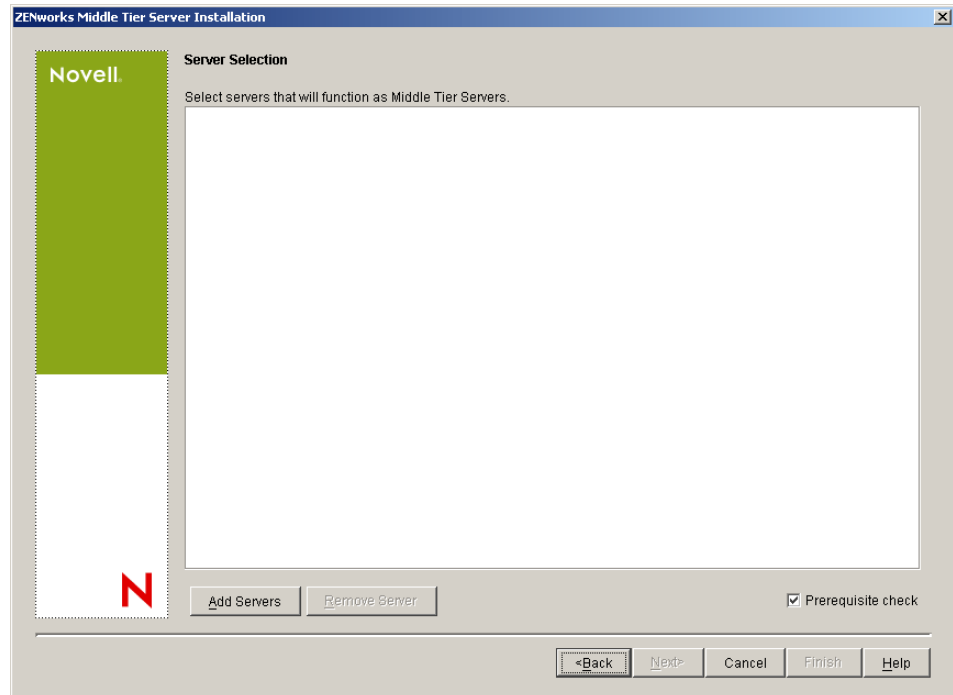 ZENworks Middle Tier Server Installation
Novell.
Server Selection
Select servers that will function as Middle Tier Servers.
N
Add Servers
Remove Server
Prerequisite check
<Back
Next>
Cancel
Finish
Help